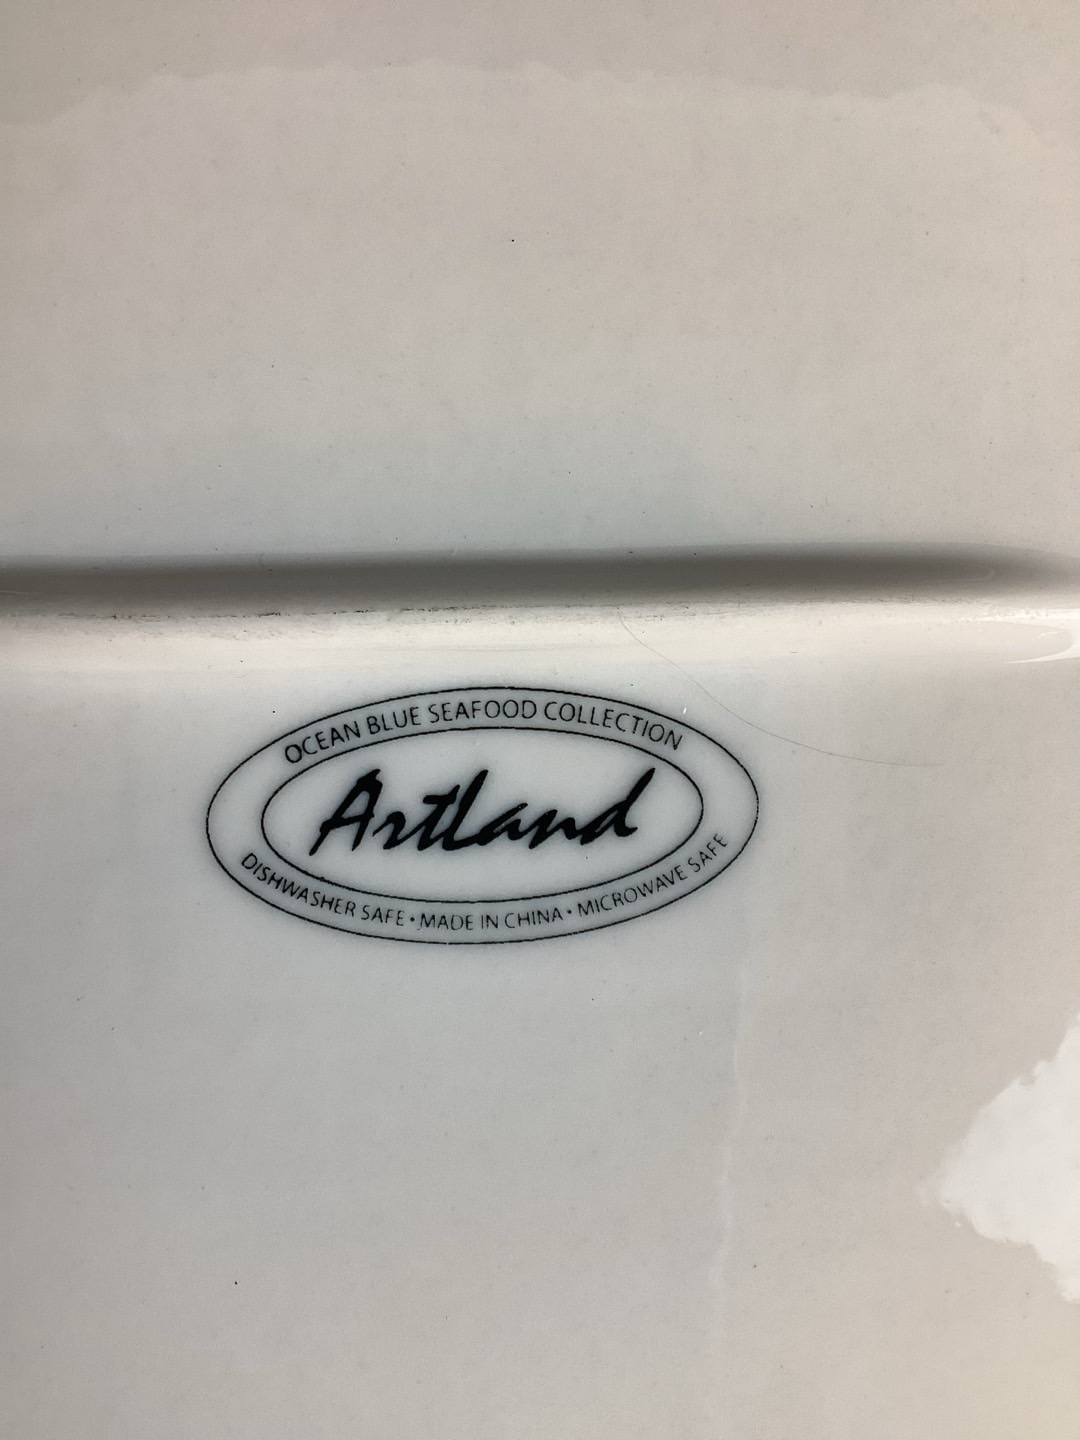 OCEAN BLUE SEAFOOD COLLECTION
Artland
DISHWASHER SAFE • MADE IN CHINA • MICROWAVE SAFE